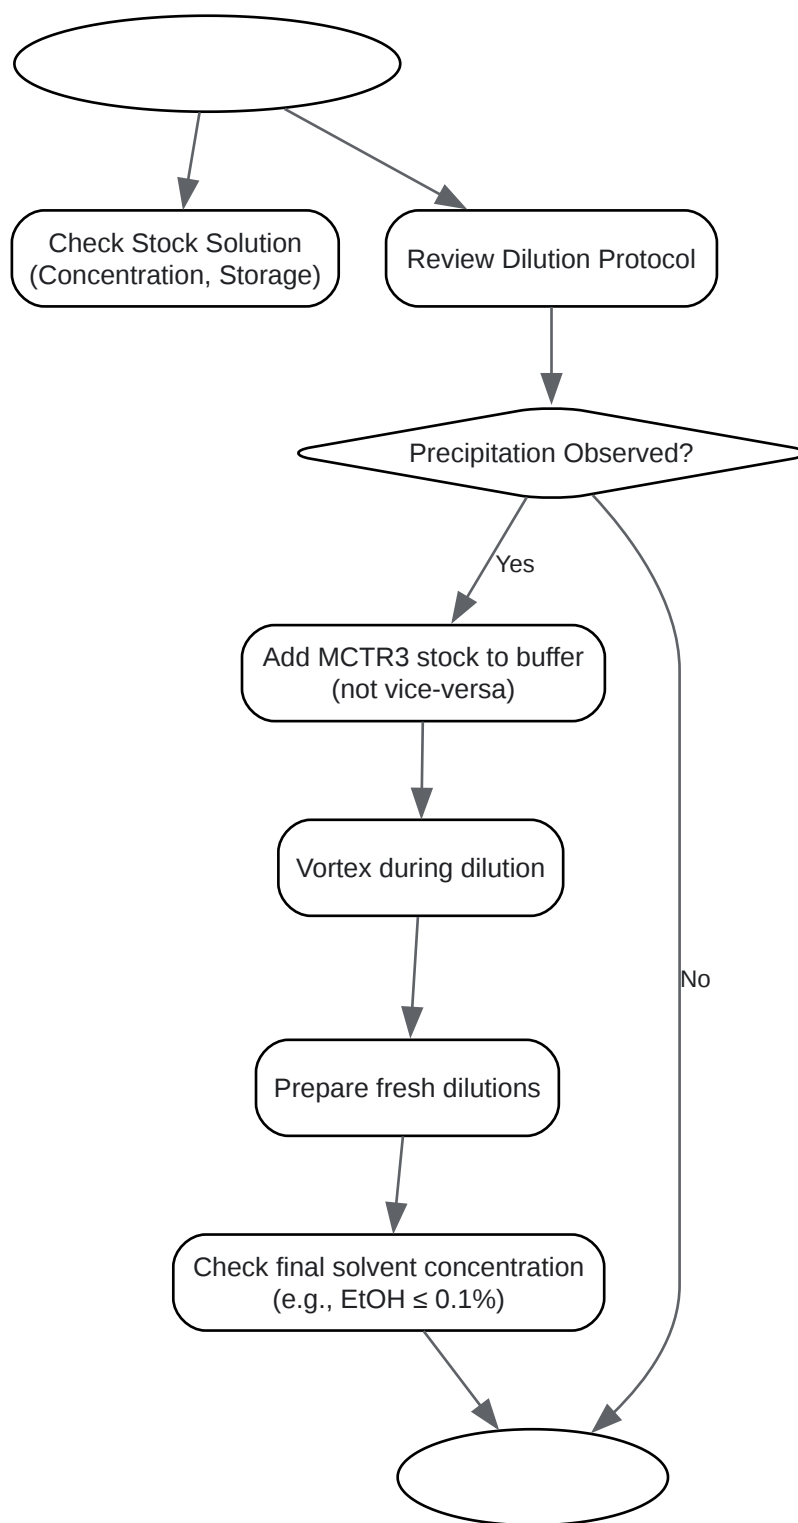 Check Stock Solution
(Concentration, Storage)
Review Dilution Protocol
Precipitation Observed?
Yes
Add MCTR3 stock to buffer
(not vice-versa)
Vortex during dilution
No
Prepare fresh dilutions
Check final solvent concentration
(e.g., EtOH ≤ 0.1%)